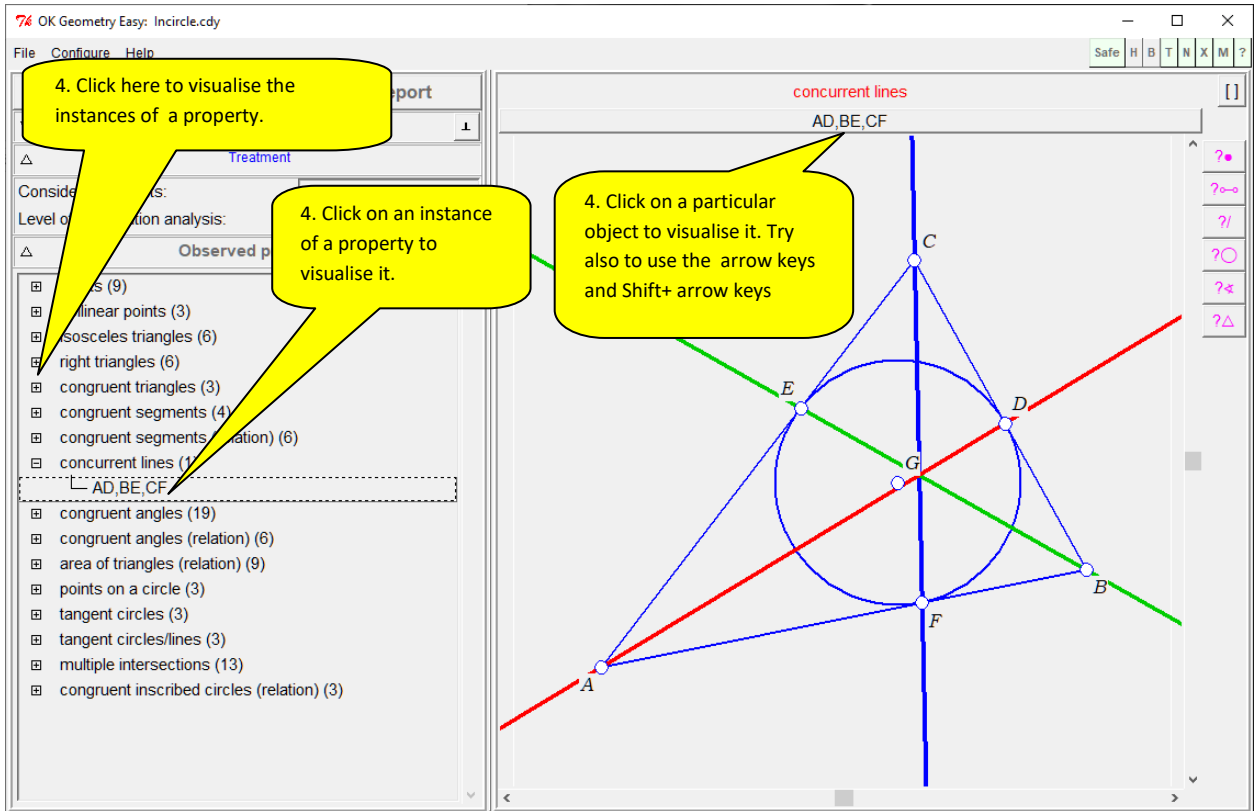 OK Geometry Easy: Incircle.cdy
File Configure Help
Safe H B T N X M ?
4. Click here to visualise the
instances of a property.
eport
Treatment
Conside
ts:
Level o
tion analysis:
Observed p
4. Click on an instance
of a property to
visualise it.
s (9)
llinear points (3)
isosceles triangles (6)
right triangles (6)
congruent triangles (3)
congruent segments (4)
congruent segments (relation) (6)
concurrent lines (1)
AD,BE,CF
congruent angles (19)
congruent angles (relation) (6)
area of triangles (relation) (9)
points on a circle (3)
tangent circles (3)
tangent circles/lines (3)
multiple intersections (13)
congruent inscribed circles (relation) (3)
concurrent lines
[ ]
AD,BE,CF
4. Click on a particular
object to visualise it. Try
also to use the arrow keys
and Shift+ arrow keys
C
E
D
G
B
F
A
?●
?o–o
?/
?○
?∢
?△